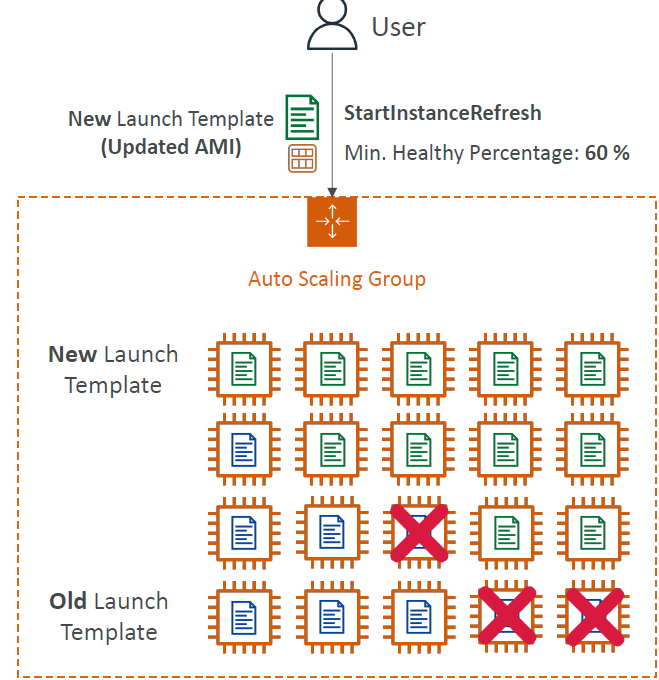 User
New Launch Template
(Updated AMI)
StartInstanceRefresh
Min. Healthy Percentage: 60 %
Auto Scaling Group
New Launch
Template
Old Launch
Template